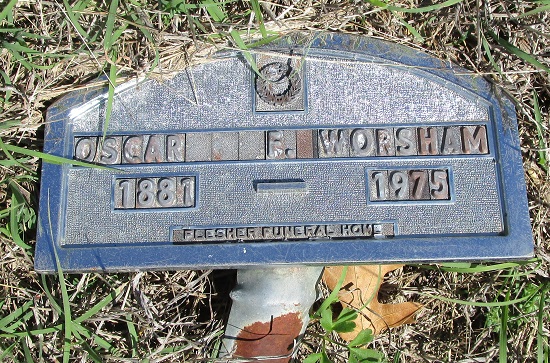 OSCAR E. WORSHAM
1881 — 1975
FLESHER FUNERAL HOME